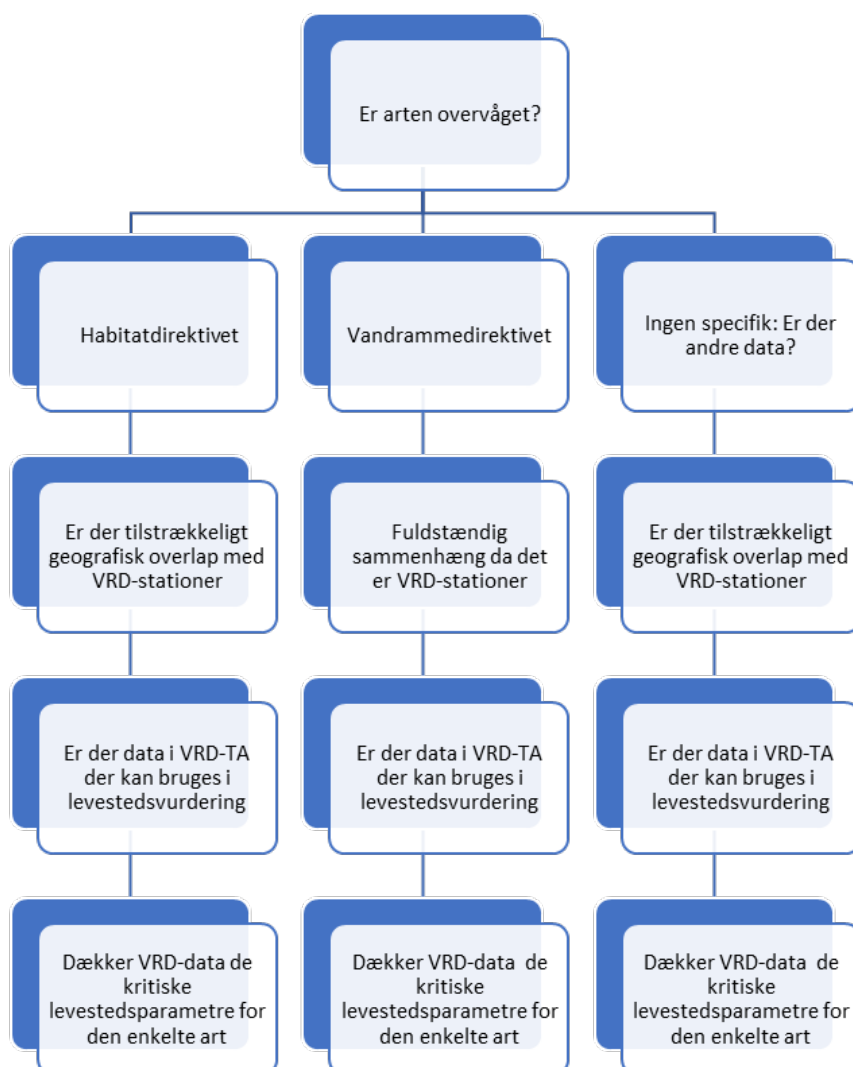 Er arten overvåget?
Habitatdirektivet
Vandrammedirektivet
Ingen specifik: Er der
andre data?
Er der tilstrækkeligt
geografisk overlap med
VRD-stationer
Fuldstændig
sammenhæng da det
er VRD-stationer
Er der tilstrækkeligt
geografisk overlap med
VRD-stationer
Er der data i VRD-TA
der kan bruges i
levestedsvurdering
Er der data i VRD-TA
der kan bruges i
levestedsvurdering
Er der data i VRD-TA
der kan bruges i
levestedsvurdering
Dækker VRD-data de
kritiske
levestedsparametre for
den enkelte art
Dækker VRD-data de
kritiske
levestedsparametre for
den enkelte art
Dækker VRD-data de
kritiske
levestedsparametre for
den enkelte art